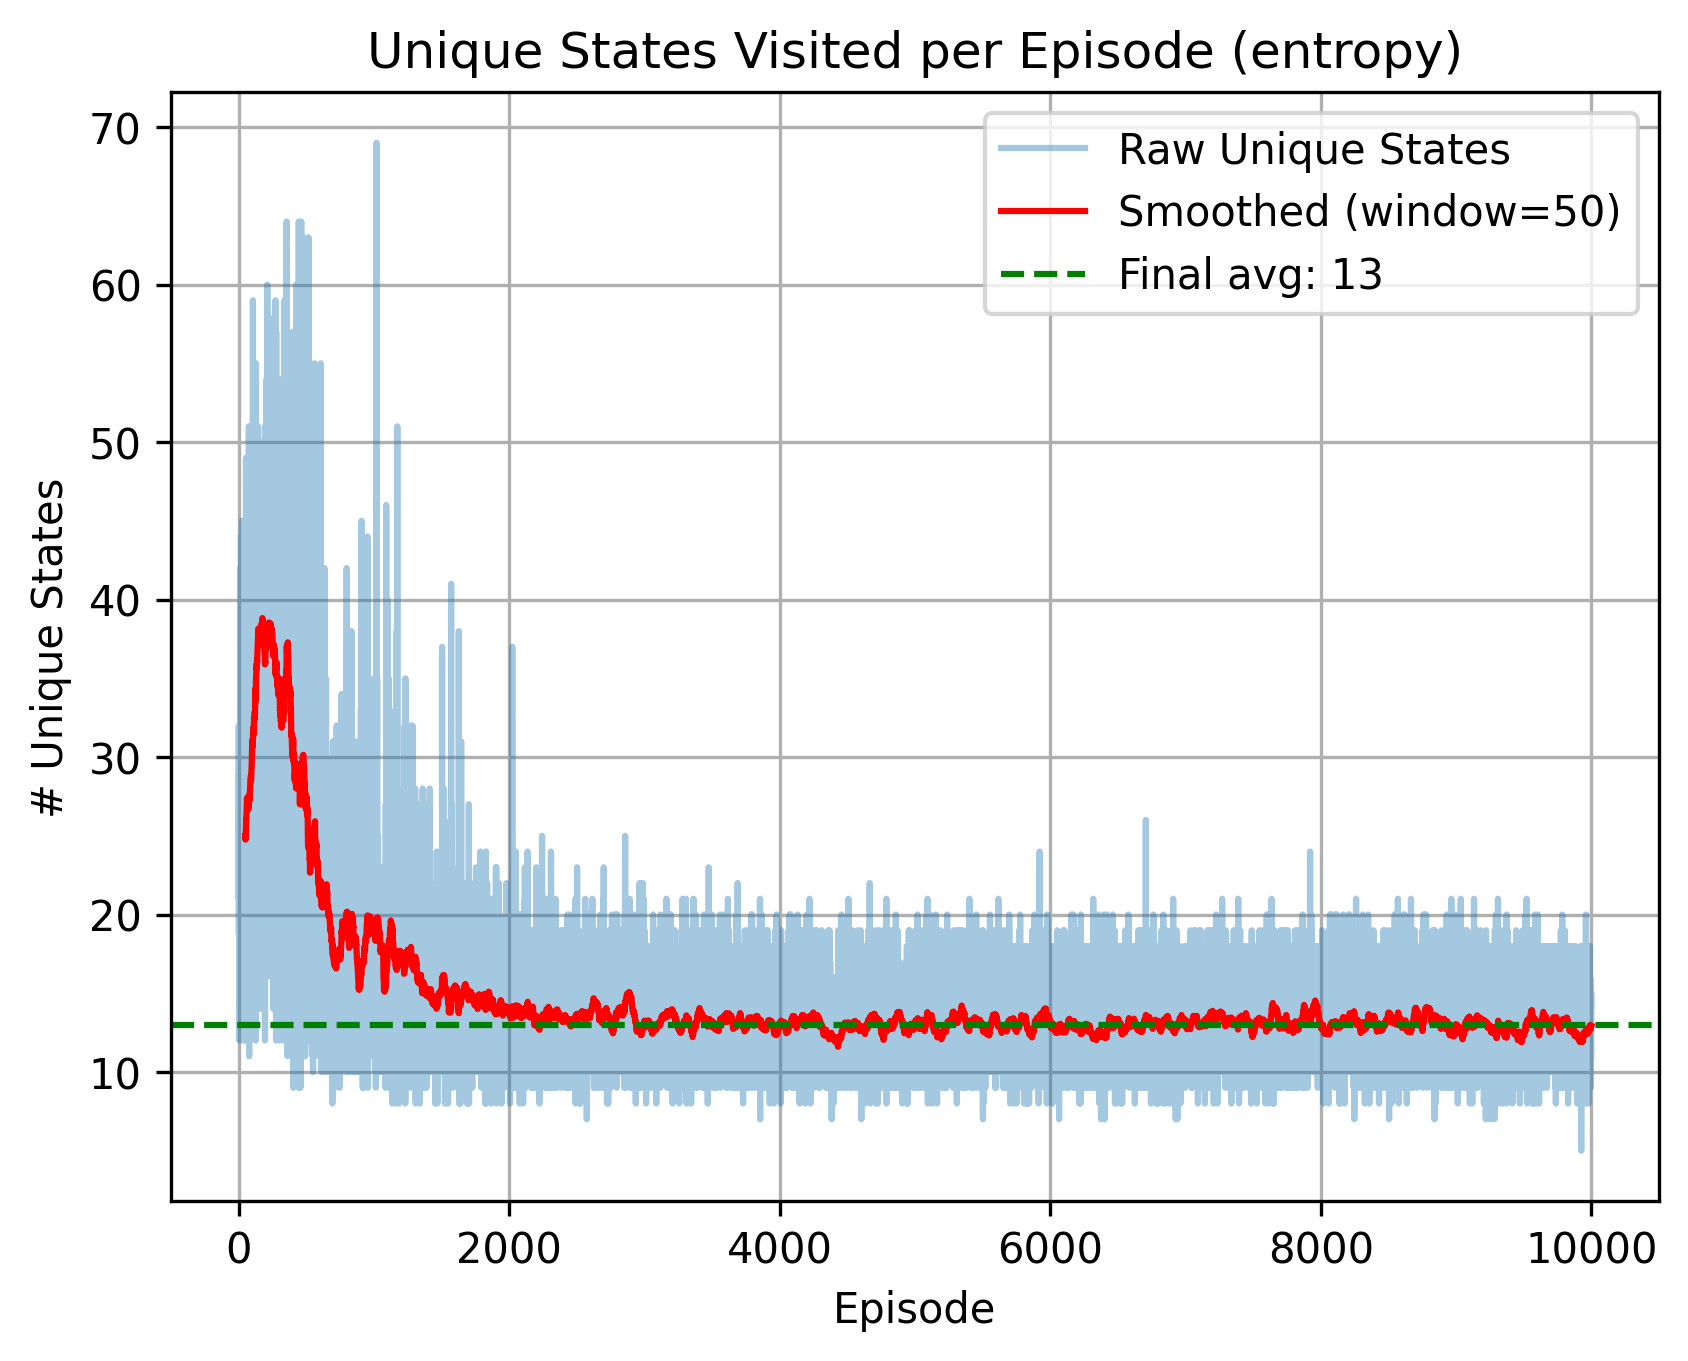 Unique States Visited per Episode (entropy)
Raw Unique States
Smoothed (window=50)
Final avg: 13
# Unique States
70
60
50
40
30
20
10
0 2000 4000 6000 8000 10000
Episode